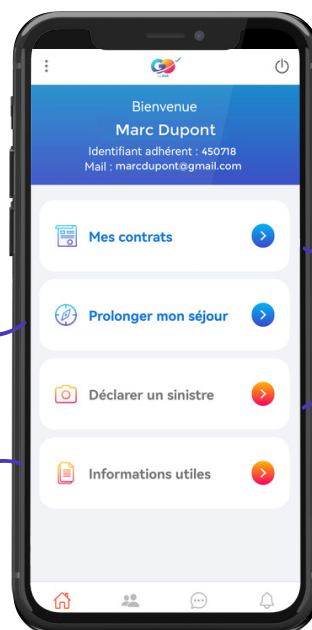 GO
Bienvenue
Marc Dupont
Identifiant adhérent : 450718
Mail : marcdupont@gmail.com
Mes contrats
Prolonger mon séjour
Déclarer un sinistre
Informations utiles